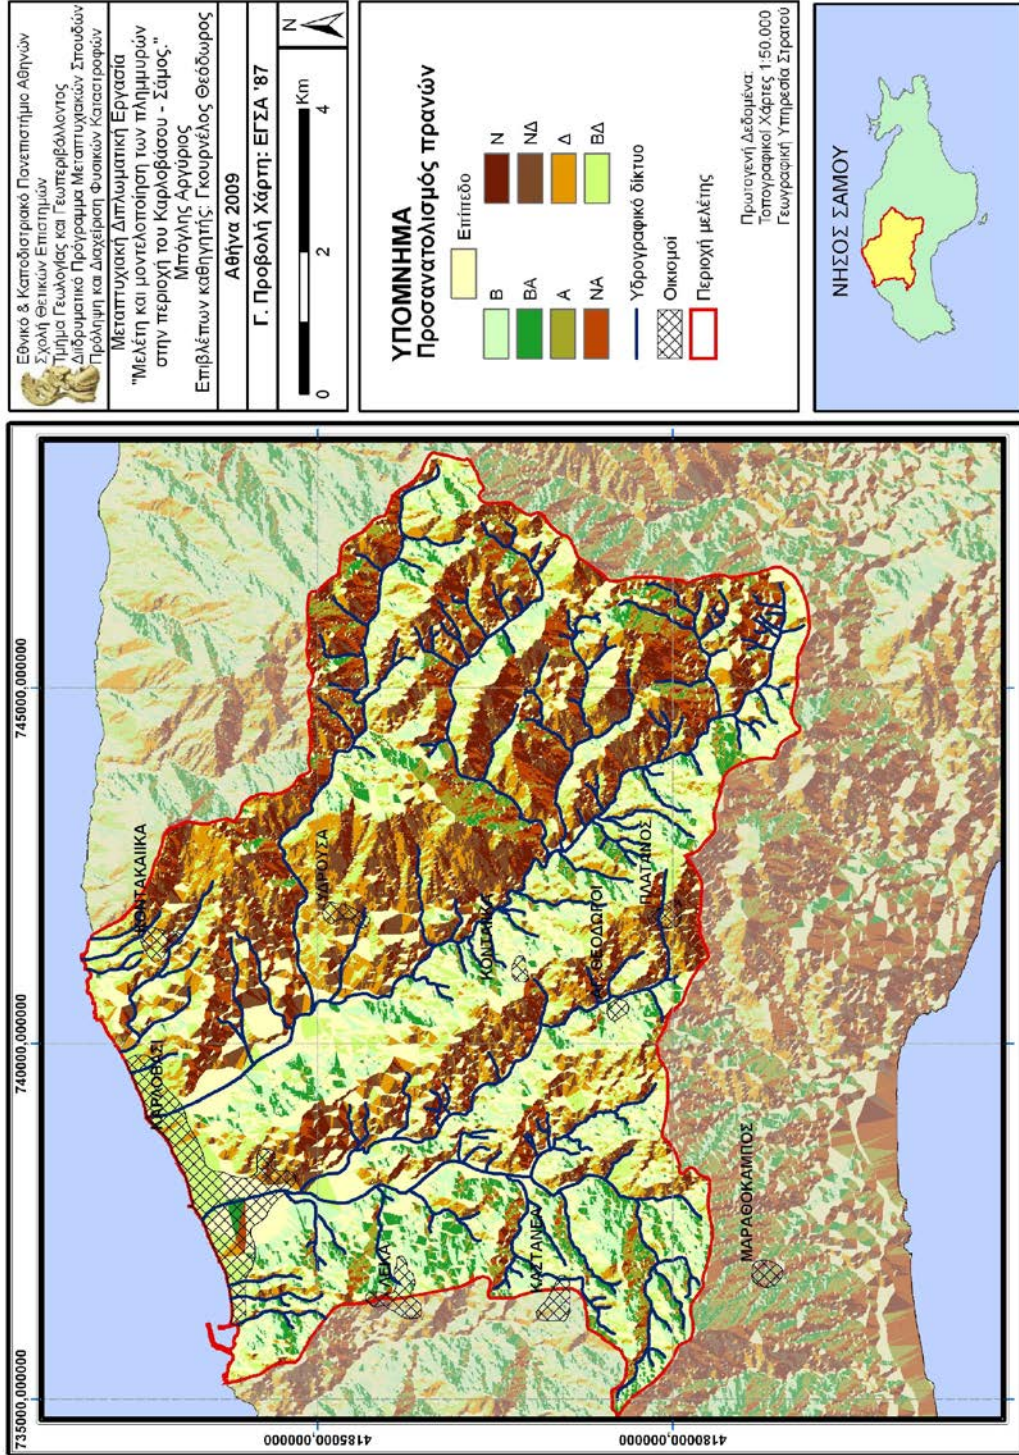 Εθνικό & Καποδιστριακό Πανεπιστήμιο Αθηνών
Σχολή Θετικών Επιστημών
Τμήμα Γεωλογίας και Γεωπεριβάλλοντος
Διϊδρυματικό Πρόγραμμα Μεταπτυχιακών Σπουδών
Πρόληψη και Διαχείριση Φυσικών Καταστροφών
Μεταπτυχιακή Διπλωματική Εργασία
"Μελέτη και μοντελοποίηση των πλημμυρών
στην περιοχή του Καρλοβάσου - Σάμος."
Μπόγλης Αργύριος
Επιβλέπων καθηγητής: Γκουρνέλος Θεόδωρος
Αθήνα 2009
Γ. Προβολή Χάρτη: ΕΓΣΑ '87
0 2 4 Km
N
ΥΠΟΜΝΗΜΑ
Προσανατολισμός πρανών
Επίπεδο
Β
ΒΑ
Α
ΝΑ
Ν
ΝΔ
Δ
ΒΔ
Υδρογραφικό δίκτυο
Οικισμοί
Περιοχή μελέτης
Πρωτογενή Δεδομένα:
Τοπογραφικοί Χάρτες 1:50.000
Γεωγραφική Υπηρεσία Στρατού
ΝΗΣΟΣ ΣΑΜΟΥ
735000,000000
740000,000000
745000,000000
4185000,000000
4180000,000000
ΚΟΝΤΑΚΑΙΙΚΑ
ΚΑΡΛΟΒΑΣΙ
ΥΔΡΟΥΣΑ
ΚΟΝΤΑΙΙΚΑ
ΑΓ. ΘΕΟΔΩΡΟΙ
ΠΛΑΤΑΝΟΣ
ΛΕΚΑ
ΚΑΣΤΑΝΕΑ
ΜΑΡΑΘΟΚΑΜΠΟΣ